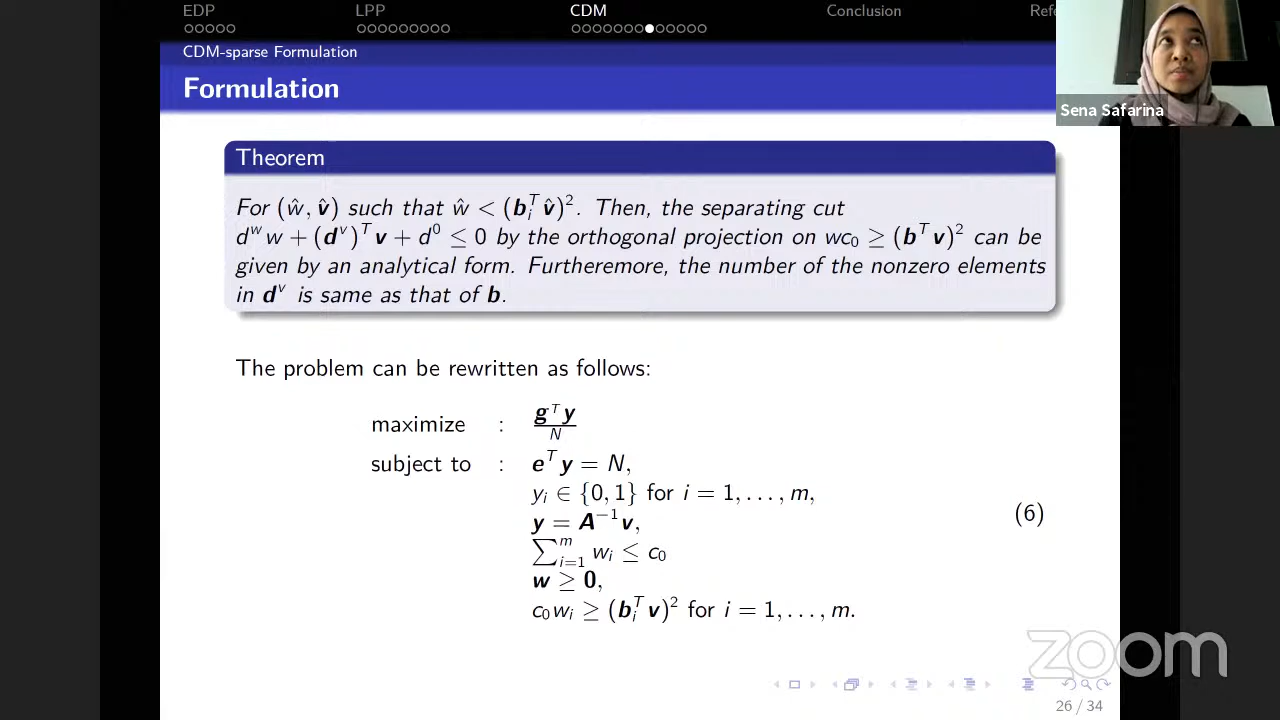 EDP LPP CDM Conclusion Refe
CDM-sparse Formulation
Formulation
Sena Safarina
Theorem
For (ŵ, v̂) such that ŵ < (bᵢᵀv̂)². Then, the separating cut
dʷw + (dᵛ)ᵀv + d⁰ ≤ 0 by the orthogonal projection on wc₀ ≥ (bᵀv)² can be
given by an analytical form. Furtheremore, the number of the nonzero elements
in dᵛ is same as that of b.
The problem can be rewritten as follows:
maximize : gᵀy / N
subject to : eᵀy = N,
yᵢ ∈ {0, 1} for i = 1, . . . , m,
y = A⁻¹v,
∑ᵢ₌₁ᵐ wᵢ ≤ c₀
w ≥ 0,
c₀wᵢ ≥ (bᵢᵀv)² for i = 1, . . . , m.
(6)
zoom
26 / 34